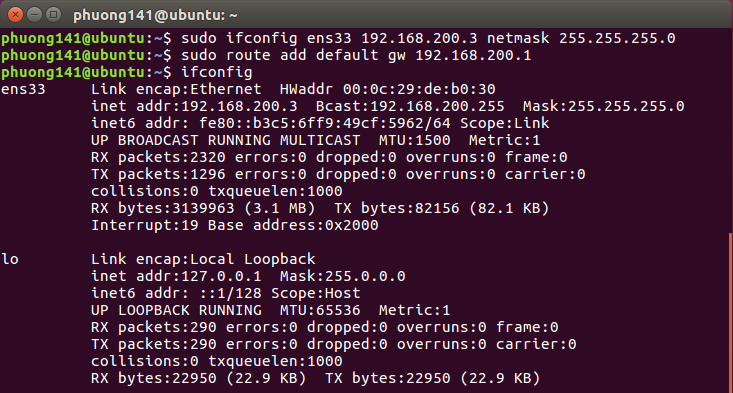 phuong141@ubuntu: ~
phuong141@ubuntu:~$ sudo ifconfig ens33 192.168.200.3 netmask 255.255.255.0
phuong141@ubuntu:~$ sudo route add default gw 192.168.200.1
phuong141@ubuntu:~$ ifconfig
ens33     Link encap:Ethernet  HWaddr 00:0c:29:de:b0:30
          inet addr:192.168.200.3  Bcast:192.168.200.255  Mask:255.255.255.0
          inet6 addr: fe80::b3c5:6ff9:49cf:5962/64 Scope:Link
          UP BROADCAST RUNNING MULTICAST  MTU:1500  Metric:1
          RX packets:2320 errors:0 dropped:0 overruns:0 frame:0
          TX packets:1296 errors:0 dropped:0 overruns:0 carrier:0
          collisions:0 txqueuelen:1000
          RX bytes:3139963 (3.1 MB)  TX bytes:82156 (82.1 KB)
          Interrupt:19 Base address:0x2000
lo        Link encap:Local Loopback
          inet addr:127.0.0.1  Mask:255.0.0.0
          inet6 addr: ::1/128 Scope:Host
          UP LOOPBACK RUNNING  MTU:65536  Metric:1
          RX packets:290 errors:0 dropped:0 overruns:0 frame:0
          TX packets:290 errors:0 dropped:0 overruns:0 carrier:0
          collisions:0 txqueuelen:1000
          RX bytes:22950 (22.9 KB)  TX bytes:22950 (22.9 KB)